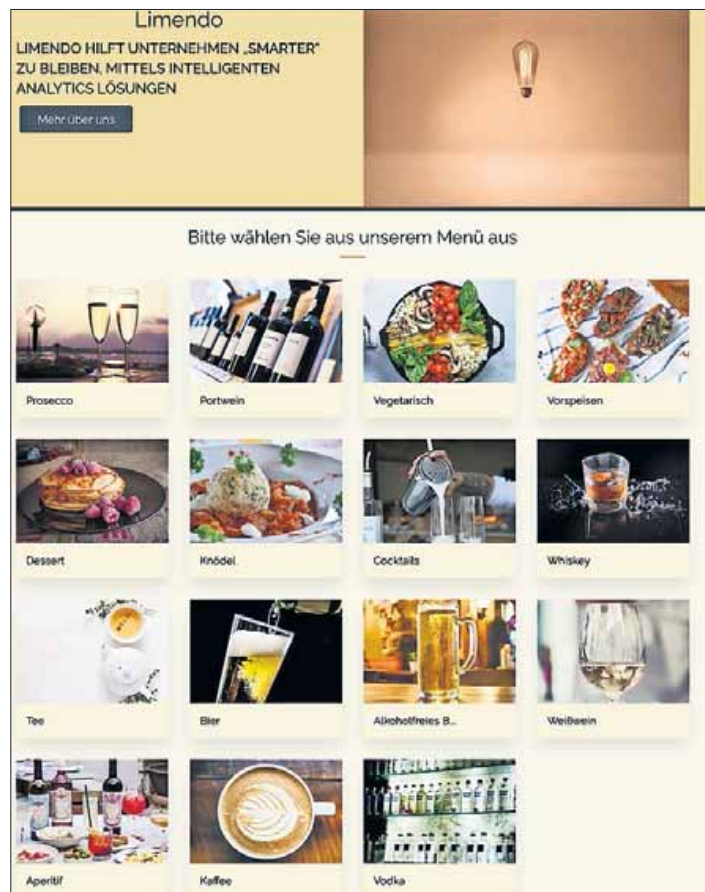 Limendo
LIMENDO HILFT UNTERNEHMEN „SMARTER“
ZU BLEIBEN, MITTELS INTELLIGENTEN
ANALYTICS LÖSUNGEN
Mehr über uns
Bitte wählen Sie aus unserem Menü aus
Prosecco
Portwein
Vegetarisch
Vorspeisen
Dessert
Knödel
Cocktails
Whiskey
Tee
Bier
Alkoholfreies B...
Weißwein
Aperitif
Kaffee
Vodka